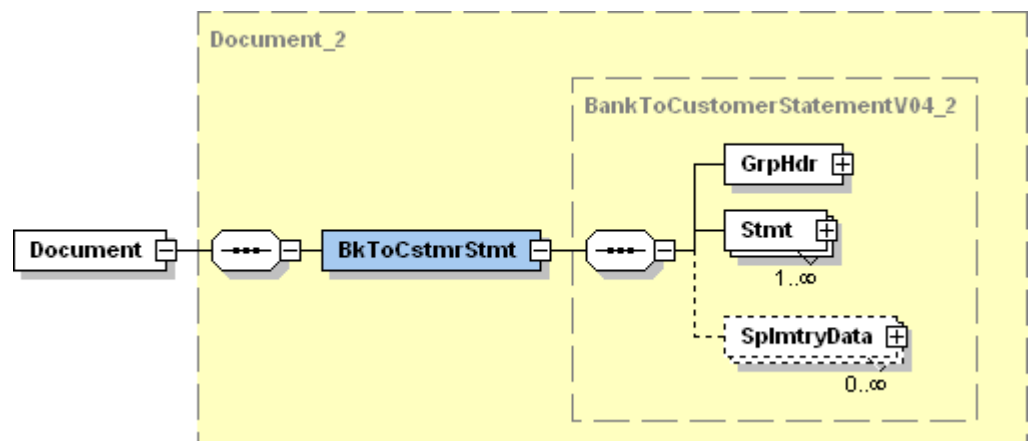 Document_2
BankToCustomerStatementV04_2
GrpHdr
Document
BkToCstmrStmt
Stmt
1..∞
SplmtryData
0..∞